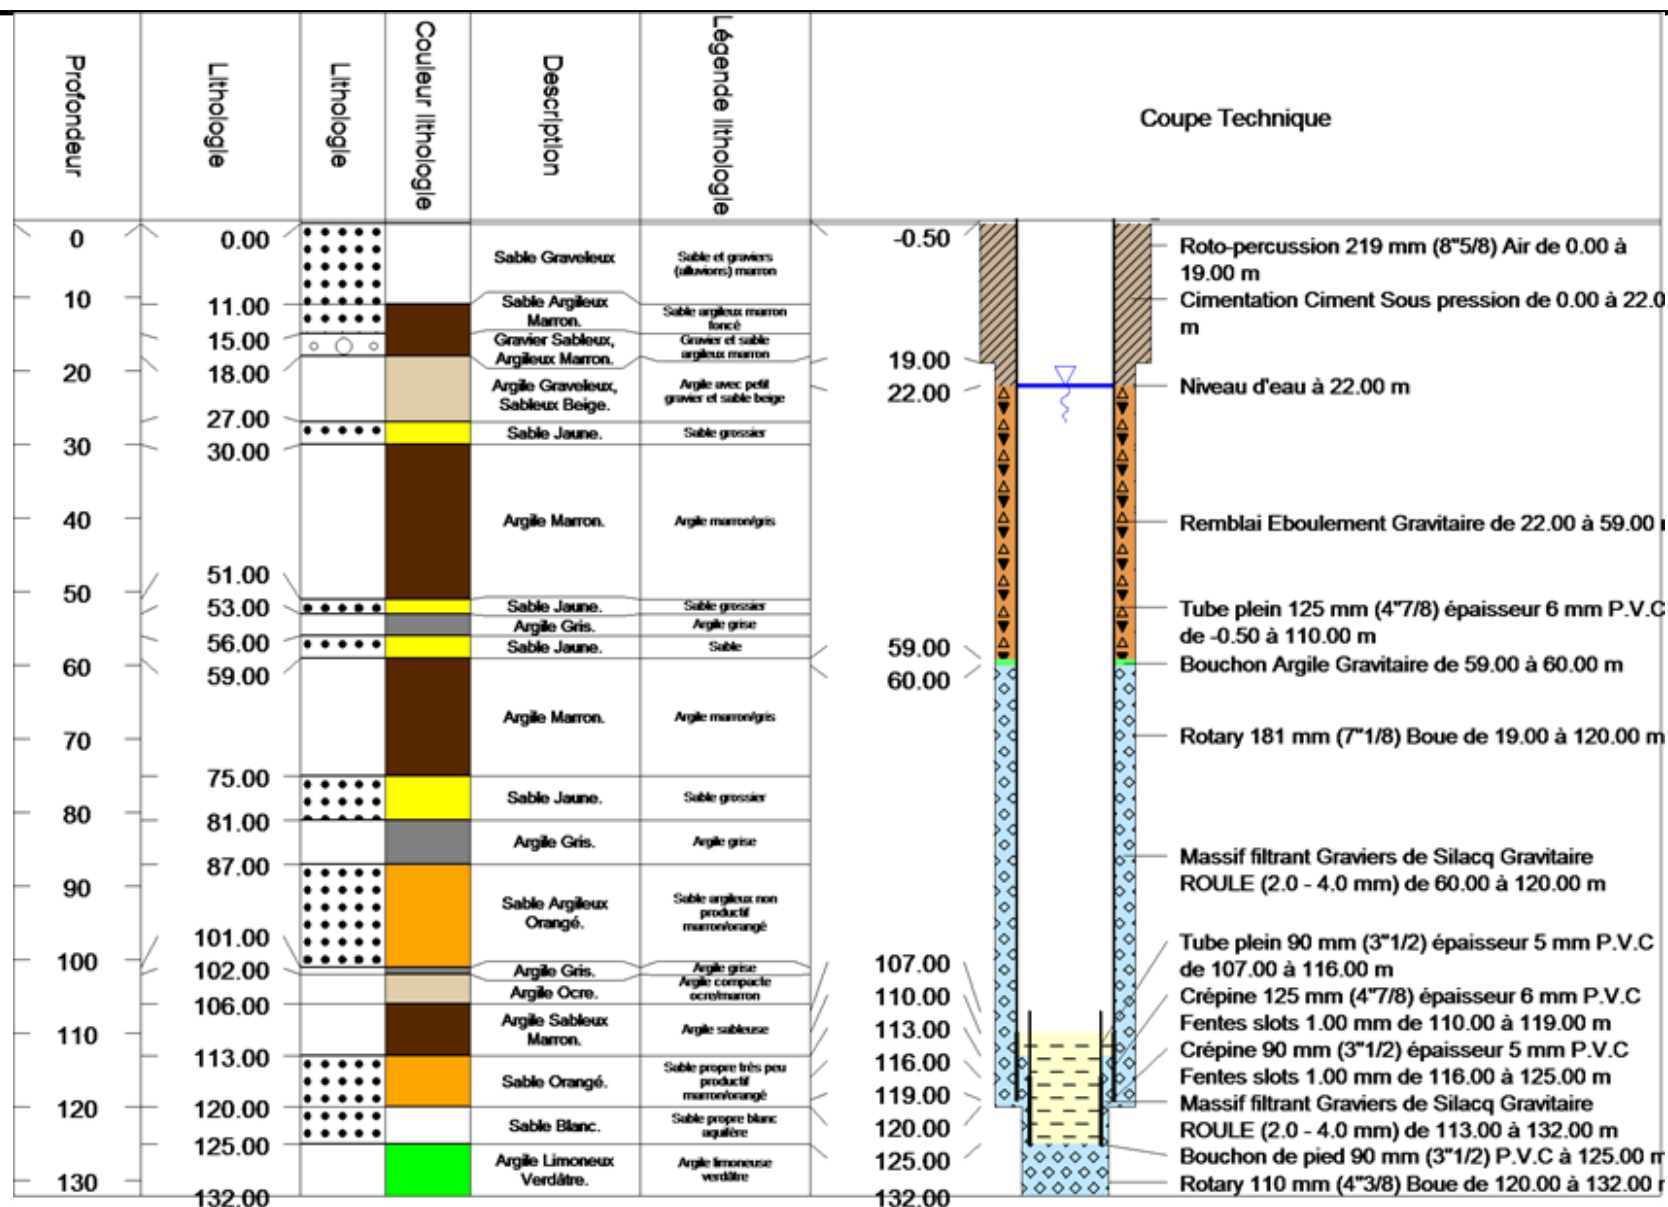 Profondeur
Lithologie
Lithologie
Couleur lithologie
Description
Légende lithologie
Coupe Technique
0
10
20
30
40
50
60
70
80
90
100
110
120
130
0.00
11.00
15.00
18.00
27.00
30.00
51.00
53.00
56.00
59.00
75.00
81.00
87.00
101.00
102.00
106.00
113.00
120.00
125.00
132.00
Sable Graveleux
Sable Argileux
Marron.
Gravier Sableux,
Argileux Marron.
Argile Graveleux,
Sableux Beige.
Sable Jaune.
Argile Marron.
Sable Jaune.
Argile Gris.
Sable Jaune.
Argile Marron.
Sable Jaune.
Argile Gris.
Sable Argileux
Orangé.
Argile Gris.
Argile Ocre.
Argile Sableux
Marron.
Sable Orangé.
Sable Blanc.
Argile Limoneux
Verdâtre.
Sable et graviers
(alluvions) marron
Sable argileux marron
foncé
Gravier et sable
argileux marron
Argile avec petit
gravier et sable beige
Sable grossier
Argile marron/gris
Sable grossier
Argile grise
Sable
Argile marron/gris
Sable grossier
Argile grise
Sable argileux non
productif
marron/orangé
Argile grise
Argile compacte
ocre/marron
Argile sableuse
Sable propre très peu
productif
marron/orangé
Sable propre blanc
aquifère
Argile limoneuse
verdâtre
-0.50
19.00
22.00
59.00
60.00
107.00
110.00
113.00
116.00
119.00
120.00
125.00
132.00
Roto-percussion 219 mm (8"5/8) Air de 0.00 à
19.00 m
Cimentation Ciment Sous pression de 0.00 à 22.0
m
Niveau d'eau à 22.00 m
Remblai Eboulement Gravitaire de 22.00 à 59.00
Tube plein 125 mm (4"7/8) épaisseur 6 mm P.V.C
de -0.50 à 110.00 m
Bouchon Argile Gravitaire de 59.00 à 60.00 m
Rotary 181 mm (7"1/8) Boue de 19.00 à 120.00 m
Massif filtrant Graviers de Silacq Gravitaire
ROULE (2.0 - 4.0 mm) de 60.00 à 120.00 m
Tube plein 90 mm (3"1/2) épaisseur 5 mm P.V.C
de 107.00 à 116.00 m
Crépine 125 mm (4"7/8) épaisseur 6 mm P.V.C
Fentes slots 1.00 mm de 110.00 à 119.00 m
Crépine 90 mm (3"1/2) épaisseur 5 mm P.V.C
Fentes slots 1.00 mm de 116.00 à 125.00 m
Massif filtrant Graviers de Silacq Gravitaire
ROULE (2.0 - 4.0 mm) de 113.00 à 132.00 m
Bouchon de pied 90 mm (3"1/2) P.V.C à 125.00 m
Rotary 110 mm (4"3/8) Boue de 120.00 à 132.00